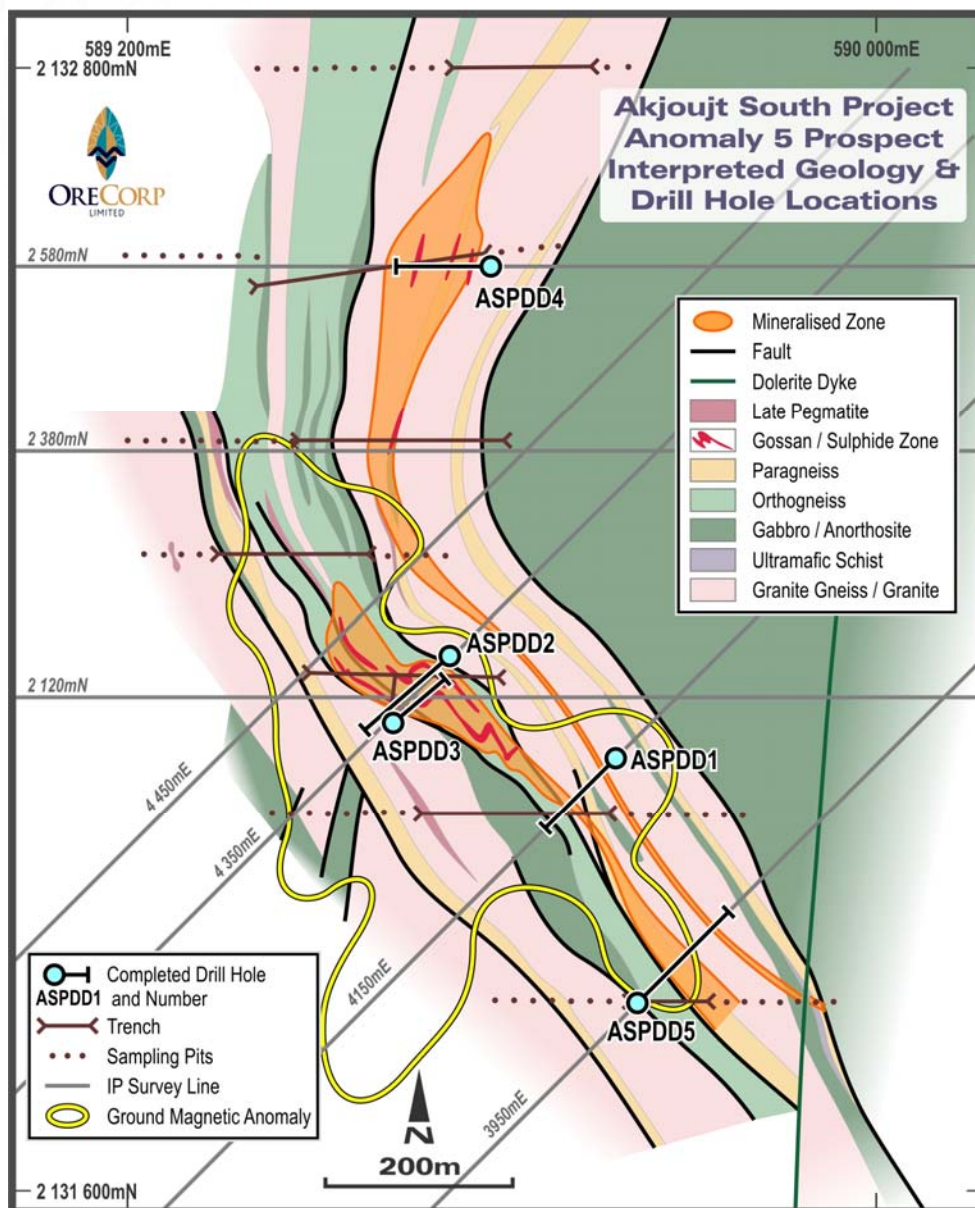 589 200mE
590 000mE
2 132 800mN
Akjoujt South Project
Anomaly 5 Prospect
Interpreted Geology &
Drill Hole Locations
ORECORP
LIMITED
2 580mN
ASPDD4
Mineralised Zone
Fault
Dolerite Dyke
Late Pegmatite
Gossan / Sulphide Zone
Paragneiss
Orthogneiss
Gabbro / Anorthosite
Ultramafic Schist
Granite Gneiss / Granite
2 380mN
ASPDD2
2 120mN
ASPDD3
ASPDD1
4 450mE
4 350mE
4150mE
3950mE
ASPDD5
Completed Drill Hole
ASPDD1 and Number
Trench
Sampling Pits
IP Survey Line
Ground Magnetic Anomaly
N
200m
2 131 600mN